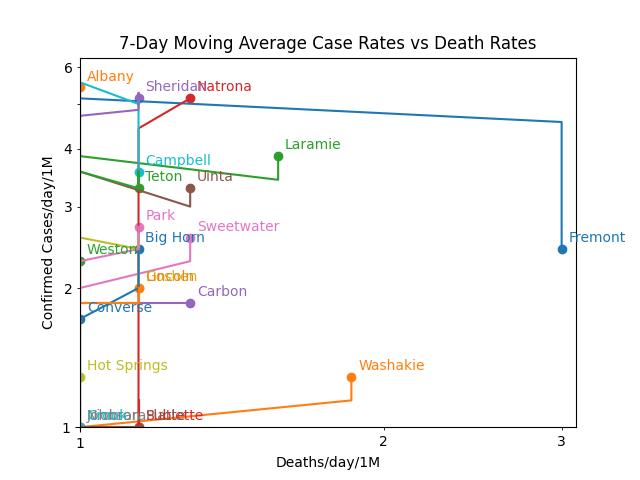 7-Day Moving Average Case Rates vs Death Rates
6
Albany
Sheridan
Natrona
4
Laramie
Campbell
Teton
Uinta
3
Park
Sweetwater
Big Horn
Fremont
Weston
Lincoln
2
Carbon
Converse
Hot Springs
Washakie
Sublette
1
1
2
3
Deaths/day/1M
Confirmed Cases/day/1M